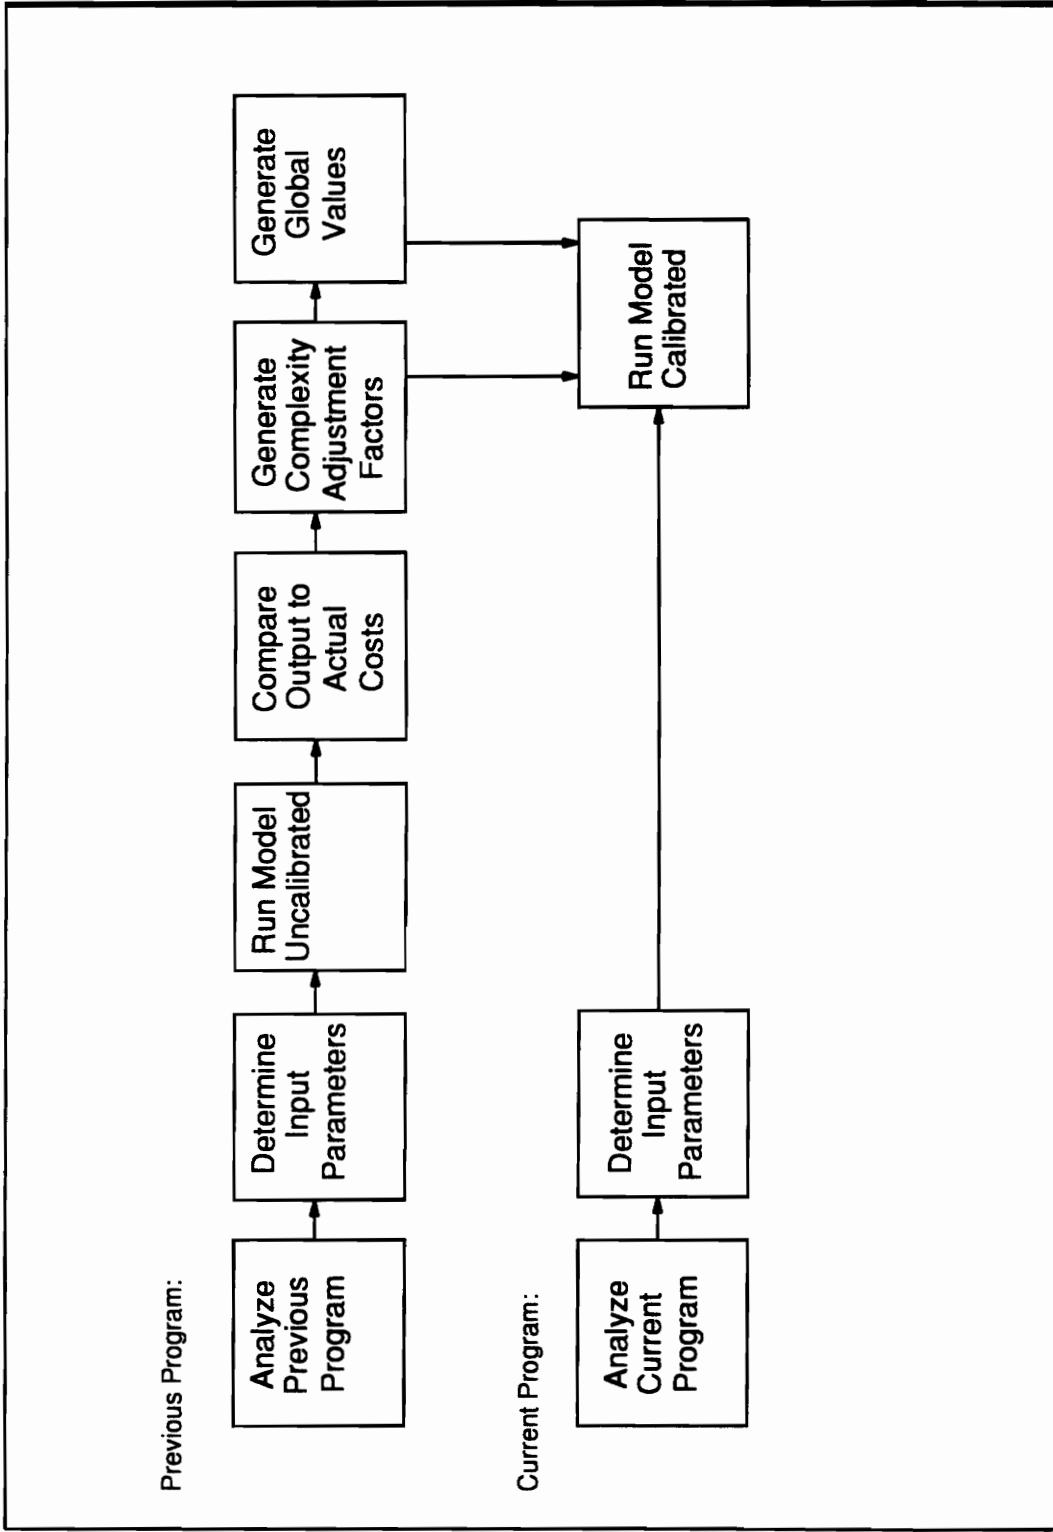 Previous Program:
Analyze
Previous
Program
Determine
Input
Parameters
Run Model
Uncalibrated
Compare
Output to
Actual
Costs
Generate
Complexity
Adjustment
Factors
Generate
Global
Values
Current Program:
Analyze
Current
Program
Determine
Input
Parameters
Run Model
Calibrated